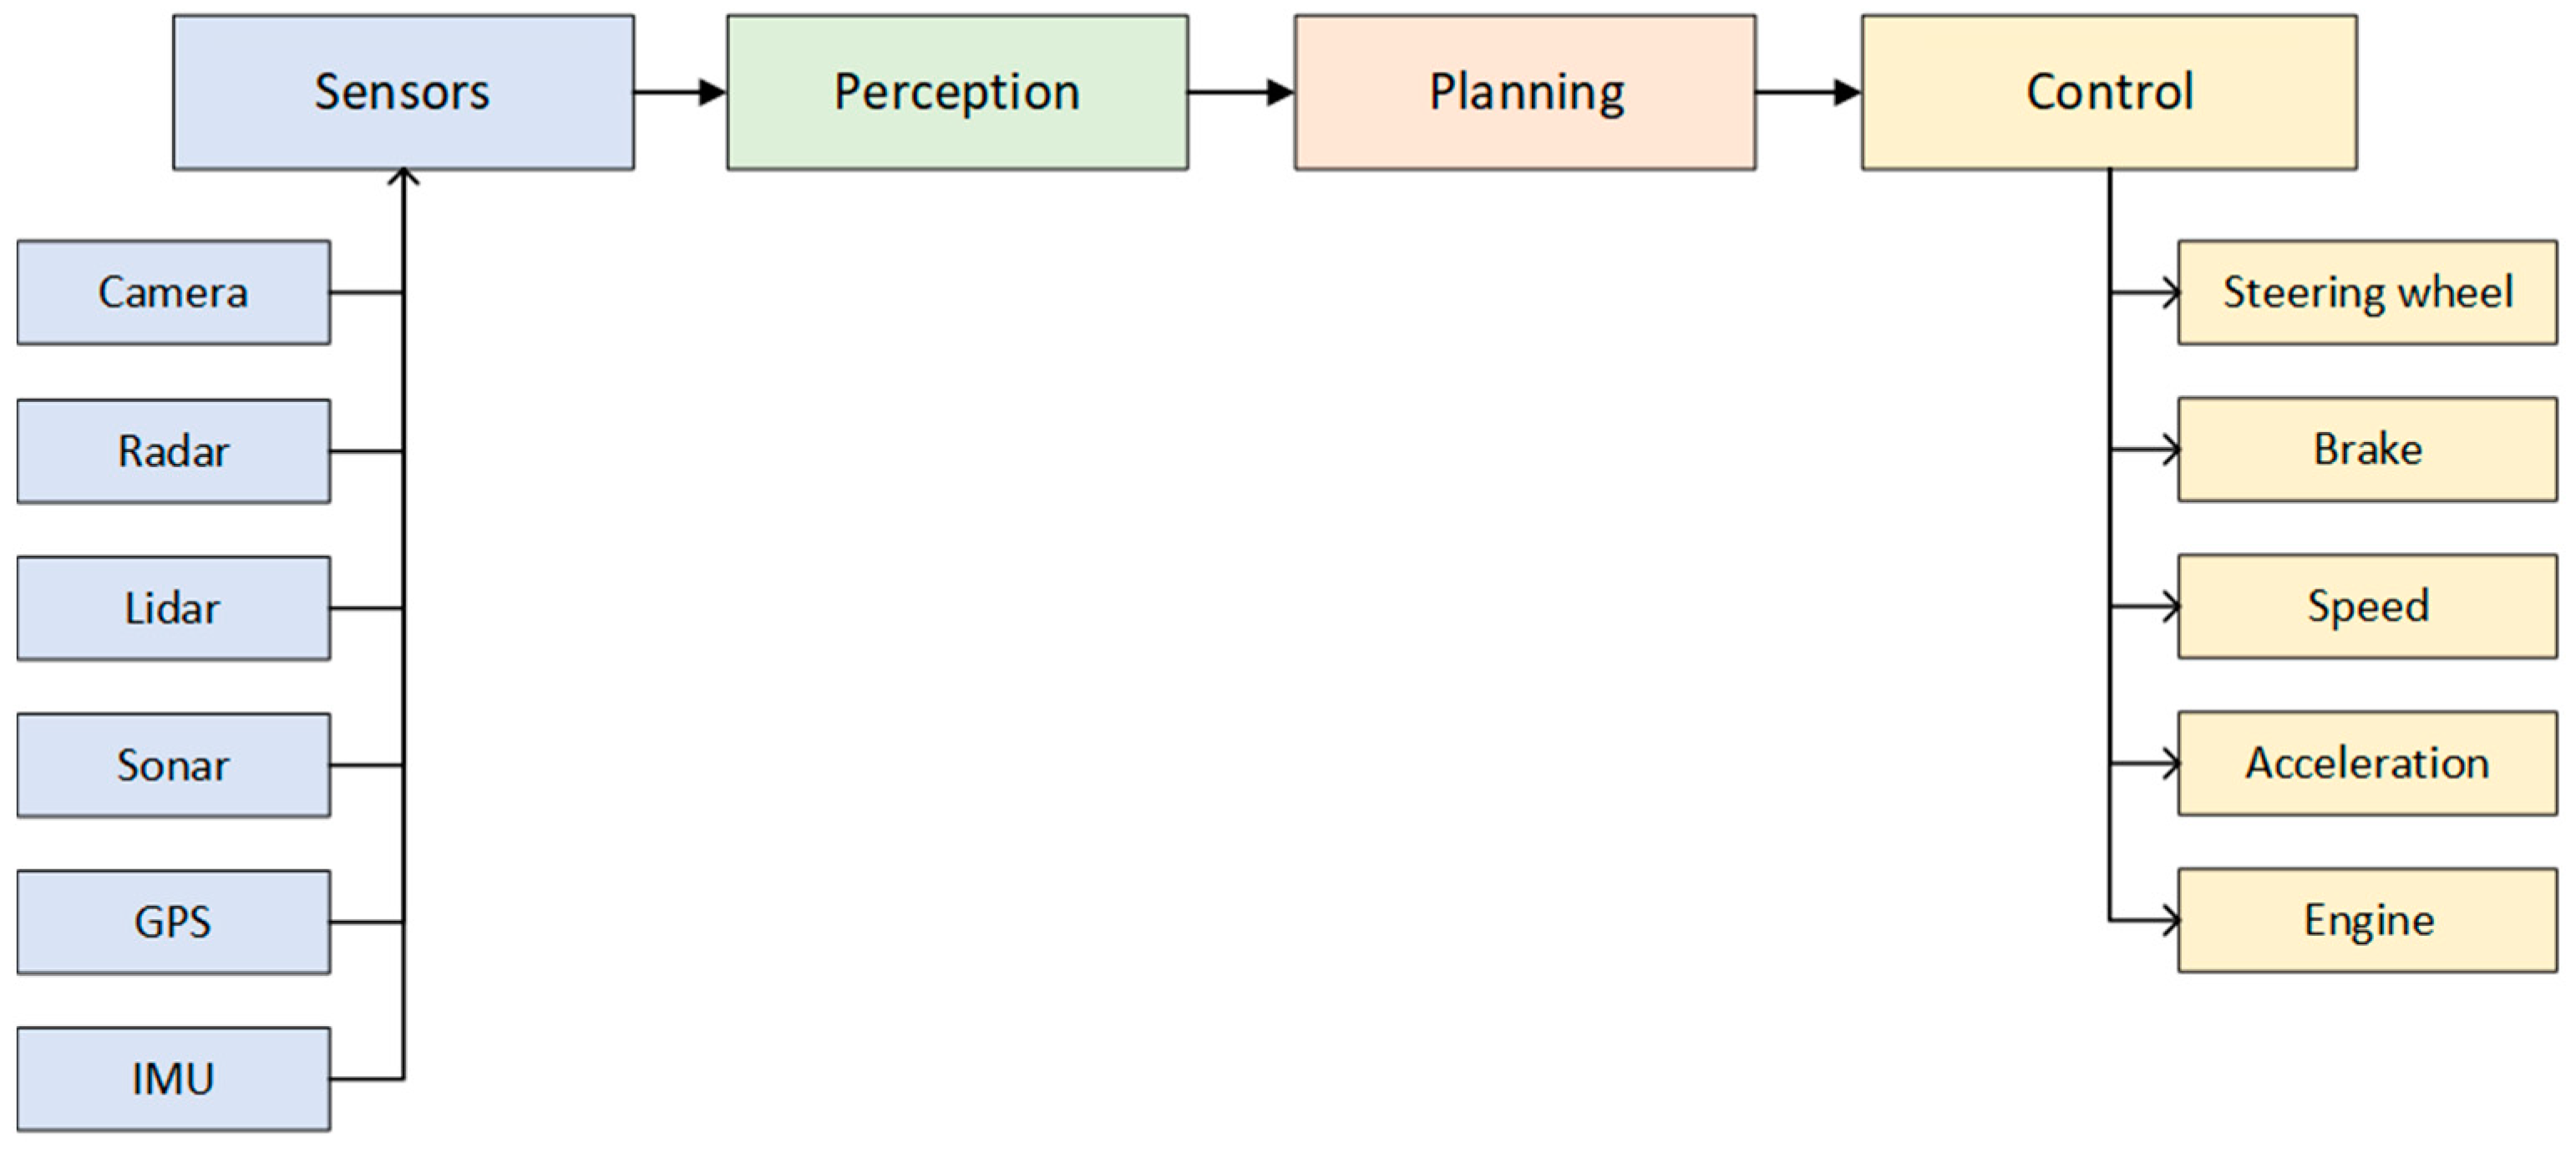 Sensors
Perception
Planning
Control
Camera
Radar
Lidar
Sonar
GPS
IMU
Steering wheel
Brake
Speed
Acceleration
Engine